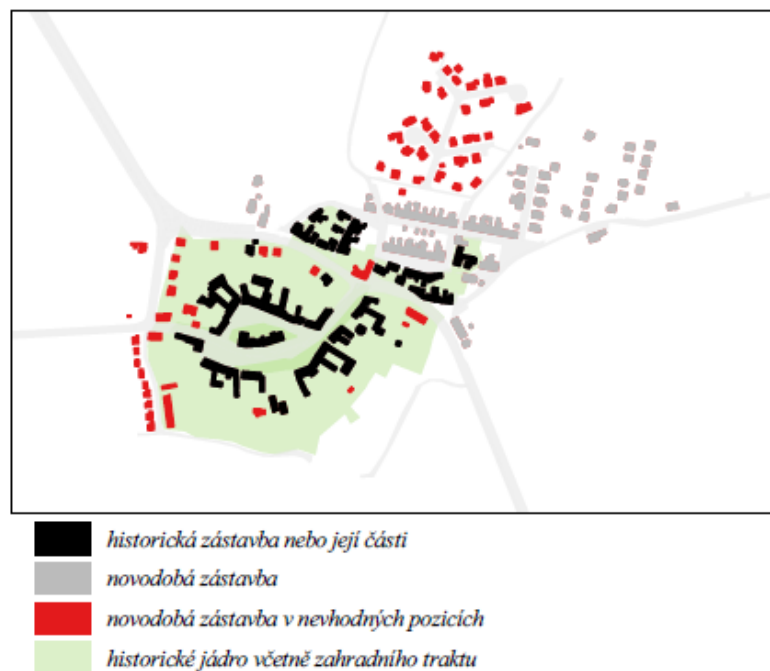 historická zástavba nebo její části
novodobá zástavba
novodobá zástavba v nevhodných pozicích
historické jádro včetně zahradního traktu